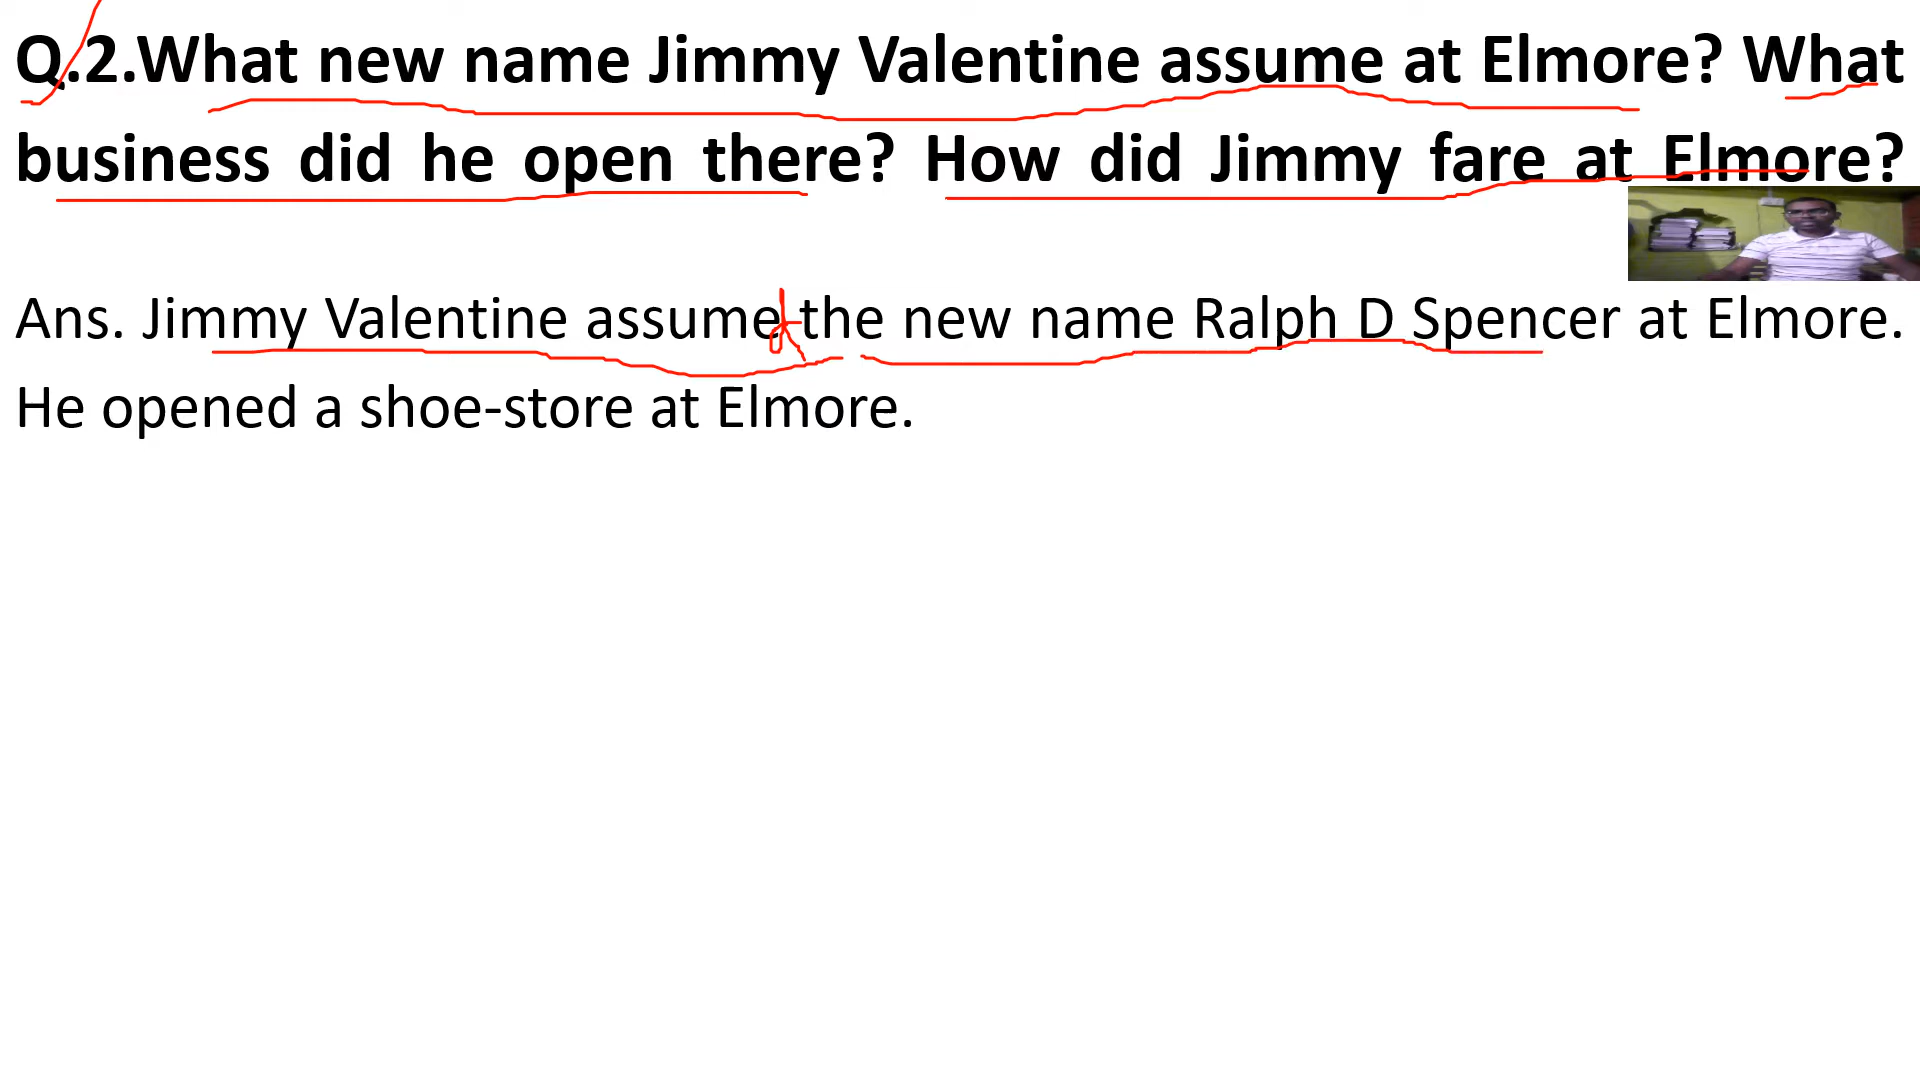 Q.2.What new name Jimmy Valentine assume at Elmore? What
business did he open there? How did Jimmy fare at Elmore?
Ans. Jimmy Valentine assumed the new name Ralph D Spencer at Elmore.
He opened a shoe-store at Elmore.